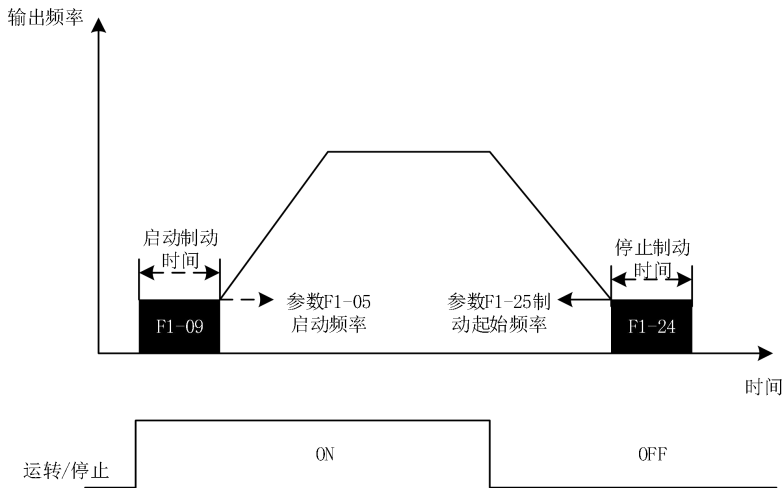 输出频率
启动制动
时间
F1-09
参数F1-05
启动频率
参数F1-25制
动起始频率
停止制动
时间
F1-24
时间
运转/停止
ON
OFF